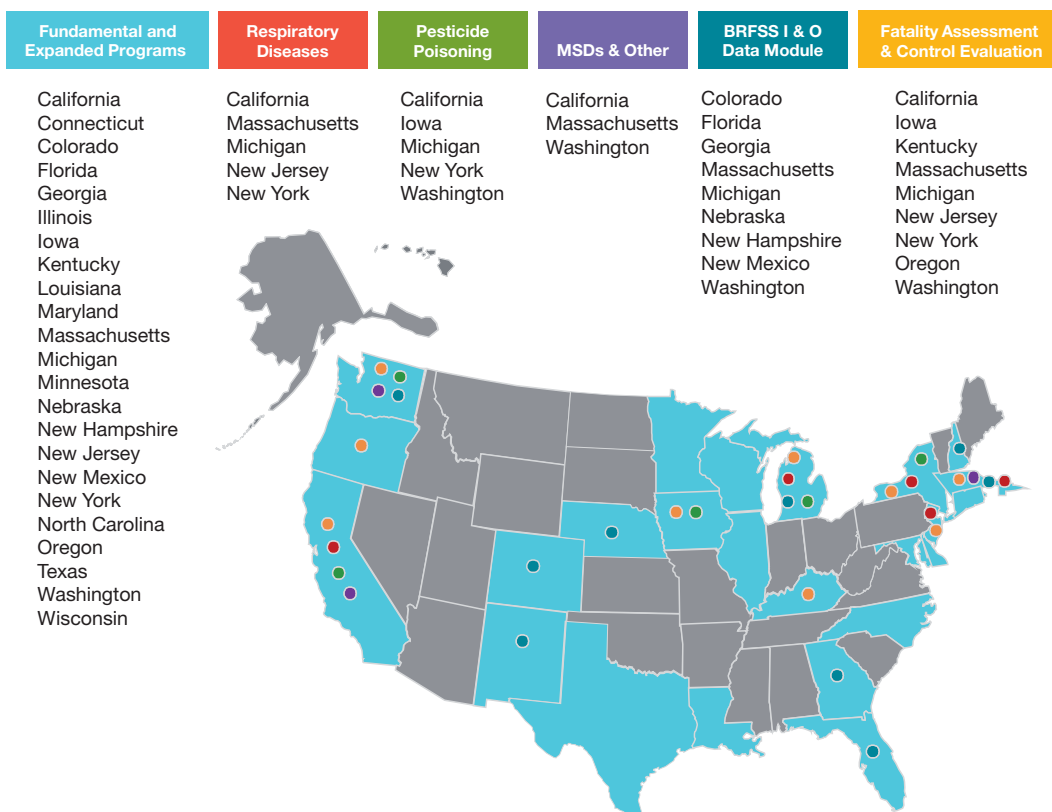 Fundamental and
Expanded Programs
California
Connecticut
Colorado
Florida
Georgia
Illinois
Iowa
Kentucky
Louisiana
Maryland
Massachusetts
Michigan
Minnesota
Nebraska
New Hampshire
New Jersey
New Mexico
New York
North Carolina
Oregon
Texas
Washington
Wisconsin
Respiratory
Diseases
California
Massachusetts
Michigan
New Jersey
New York
Pesticide
Poisoning
California
Iowa
Michigan
New York
Washington
MSDs & Other
California
Massachusetts
Washington
BRFSS I & O
Data Module
Colorado
Florida
Georgia
Massachusetts
Michigan
Nebraska
New Hampshire
New Mexico
Washington
Fatality Assessment
& Control Evaluation
California
Iowa
Kentucky
Massachusetts
Michigan
New Jersey
New York
Oregon
Washington